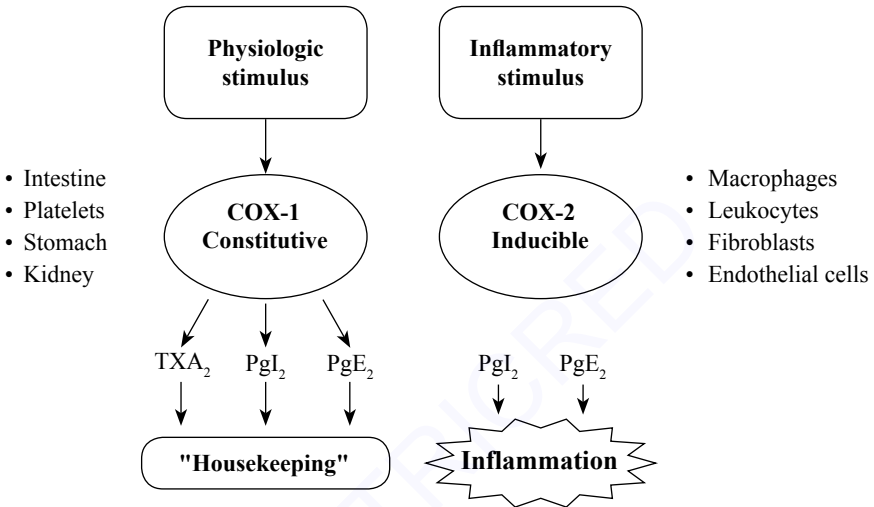 Physiologic
stimulus
Inflammatory
stimulus
• Intestine
• Platelets
• Stomach
• Kidney
COX-1
Constitutive
COX-2
Inducible
• Macrophages
• Leukocytes
• Fibroblasts
• Endothelial cells
TXA₂
PgI₂
PgE₂
PgI₂
PgE₂
"Housekeeping"
Inflammation